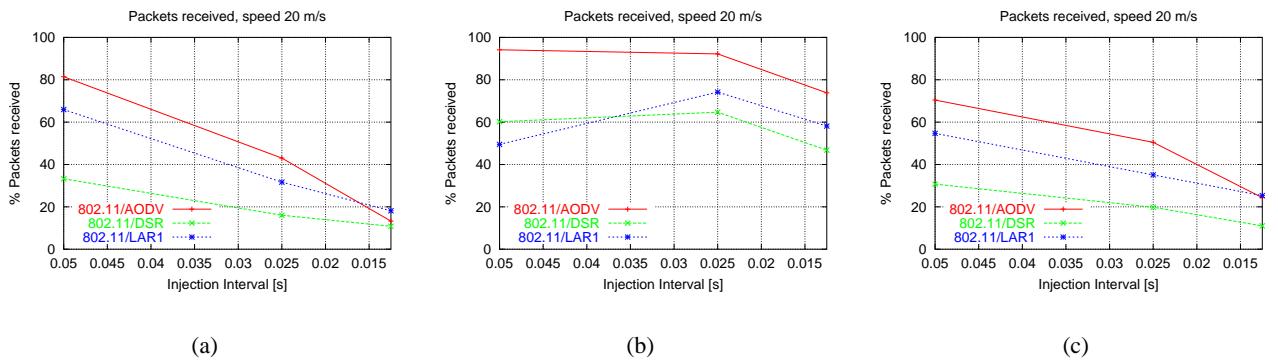 Packets received, speed 20 m/s
100
80
60
40
20
0
% Packets received
802.11/AODV
802.11/DSR
802.11/LAR1
0.05 0.045 0.04 0.035 0.03 0.025 0.02 0.015
Injection Interval [s]
(a)
Packets received, speed 20 m/s
100
80
60
40
20
0
% Packets received
802.11/AODV
802.11/DSR
802.11/LAR1
0.05 0.045 0.04 0.035 0.03 0.025 0.02 0.015
Injection Interval [s]
(b)
Packets received, speed 20 m/s
100
80
60
40
20
0
% Packets received
802.11/AODV
802.11/DSR
802.11/LAR1
0.05 0.045 0.04 0.035 0.03 0.025 0.02 0.015
Injection Interval [s]
(c)